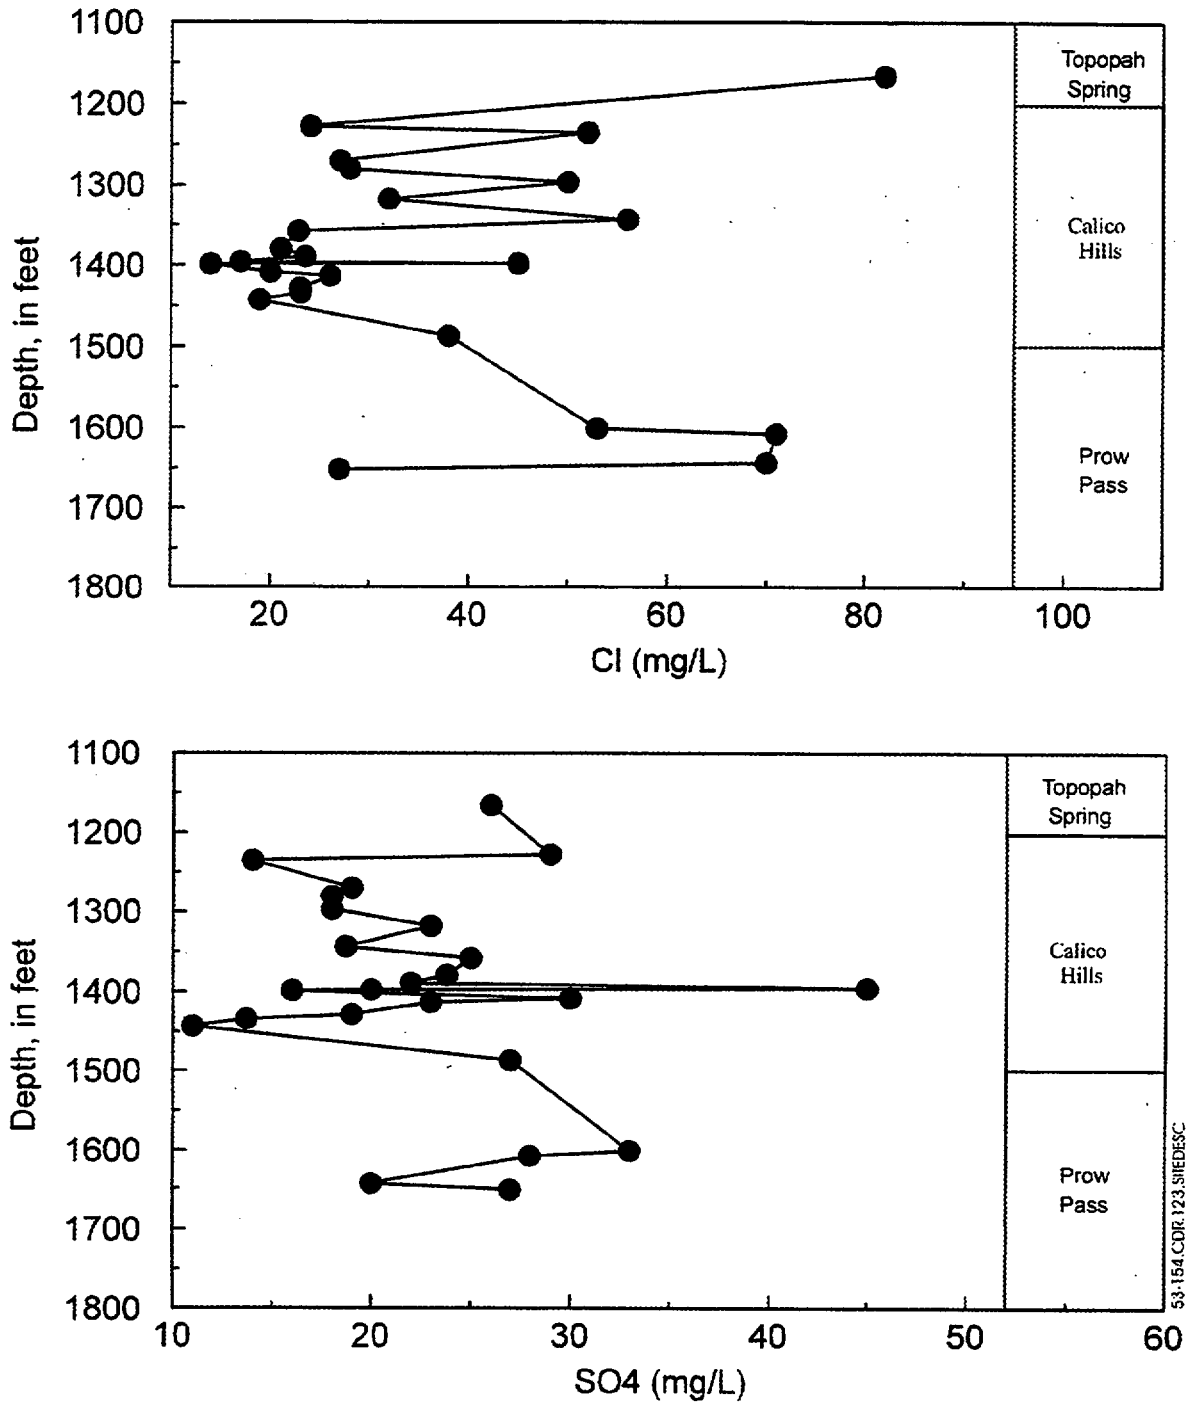 1100
1200
1300
1400
1500
1600
1700
1800
Depth, in feet
20
40
60
80
100
Cl (mg/L)
Topopah
Spring
Calico
Hills
Prow
Pass
1100
1200
1300
1400
1500
1600
1700
1800
Depth, in feet
10
20
30
40
50
60
SO4 (mg/L)
Topopah
Spring
Calico
Hills
Prow
Pass
53-154.CDR.123.SITEDESC